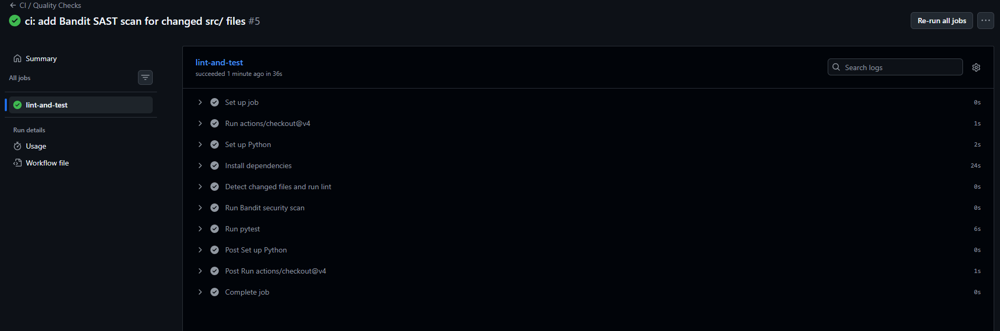 ← CI / Quality Checks
ci: add Bandit SAST scan for changed src/ files #5
Re-run all jobs
...
Summary
All jobs
lint-and-test
Run details
Usage
Workflow file
lint-and-test
succeeded 1 minute ago in 36s
Search logs
Set up job 0s
Run actions/checkout@v4 1s
Set up Python 2s
Install dependencies 24s
Detect changed files and run lint 0s
Run Bandit security scan 0s
Run pytest 6s
Post Set up Python 0s
Post Run actions/checkout@v4 1s
Complete job 0s